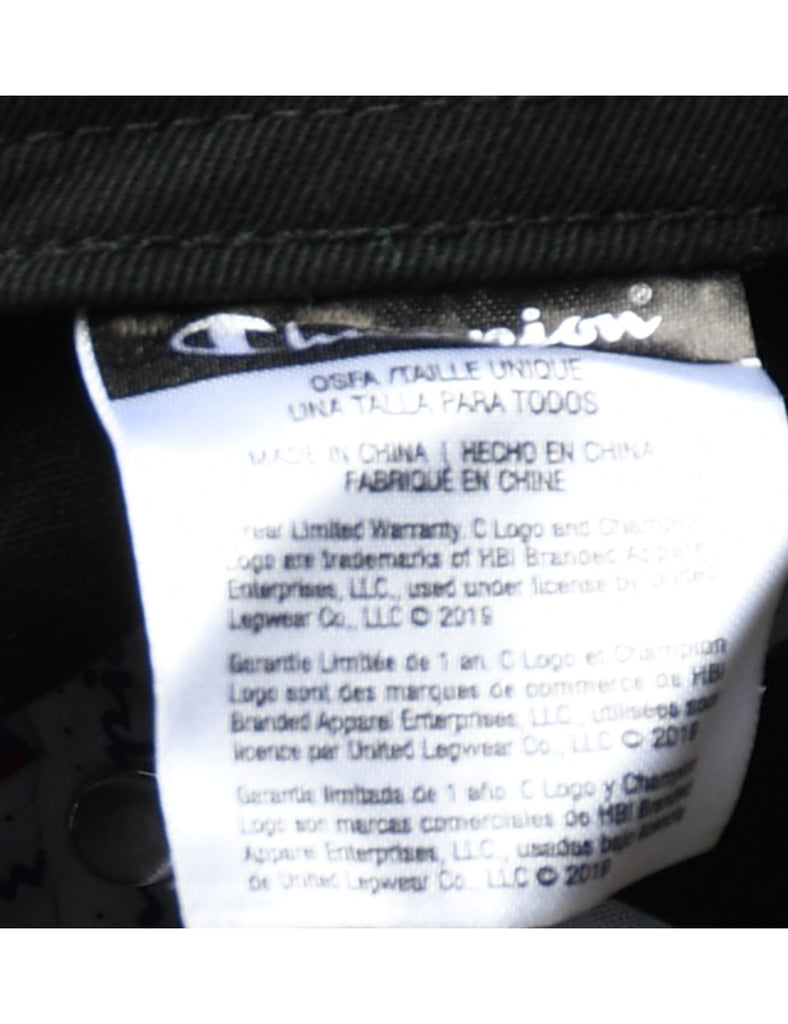 Champion®
OSFA / TAILLE UNIQUE
UNA TALLA PARA TODOS
MADE IN CHINA | HECHO EN CHINA
FABRIQUÉ EN CHINE
Year Limited Warranty. C Logo and Champion
Logo are trademarks of HBI Branded Apparel
Enterprises, LLC., used under license by United
Legwear Co., LLC © 2019
Garantie Limitée de 1 an. C Logo et Champion
Logo sont des marques de commerce de HBI
Branded Apparel Enterprises, LLC., utilisées sous
licence par United Legwear Co., LLC © 2019
Garantía limitada de 1 año. C Logo y Champion
Logo son marcas comerciales de HBI Branded
Apparel Enterprises, LLC., usadas bajo licencia
de United Legwear Co., LLC © 2019